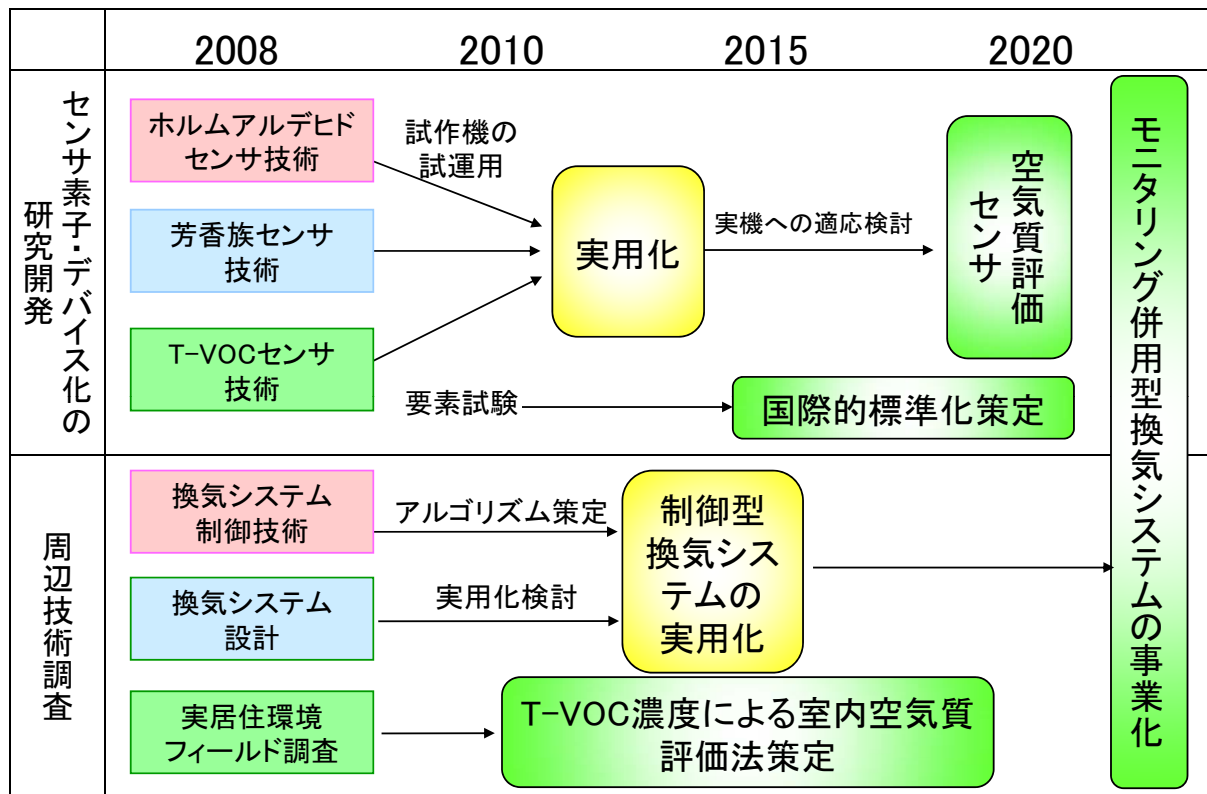 2008
2010
2015
2020
センサ素子・デバイス化の
研究開発
ホルムアルデヒド
センサ技術
試作機の
試運用
芳香族センサ
技術
T-VOCセンサ
技術
実用化
実機への適応検討
空気質評価
センサ
要素試験
国際的標準化策定
モニタリング併用型換気システムの事業化
周辺技術調査
換気システム
制御技術
アルゴリズム策定
換気システム
設計
実用化検討
制御型
換気シス
テムの
実用化
実居住環境
フィールド調査
T-VOC濃度による室内空気質
評価法策定